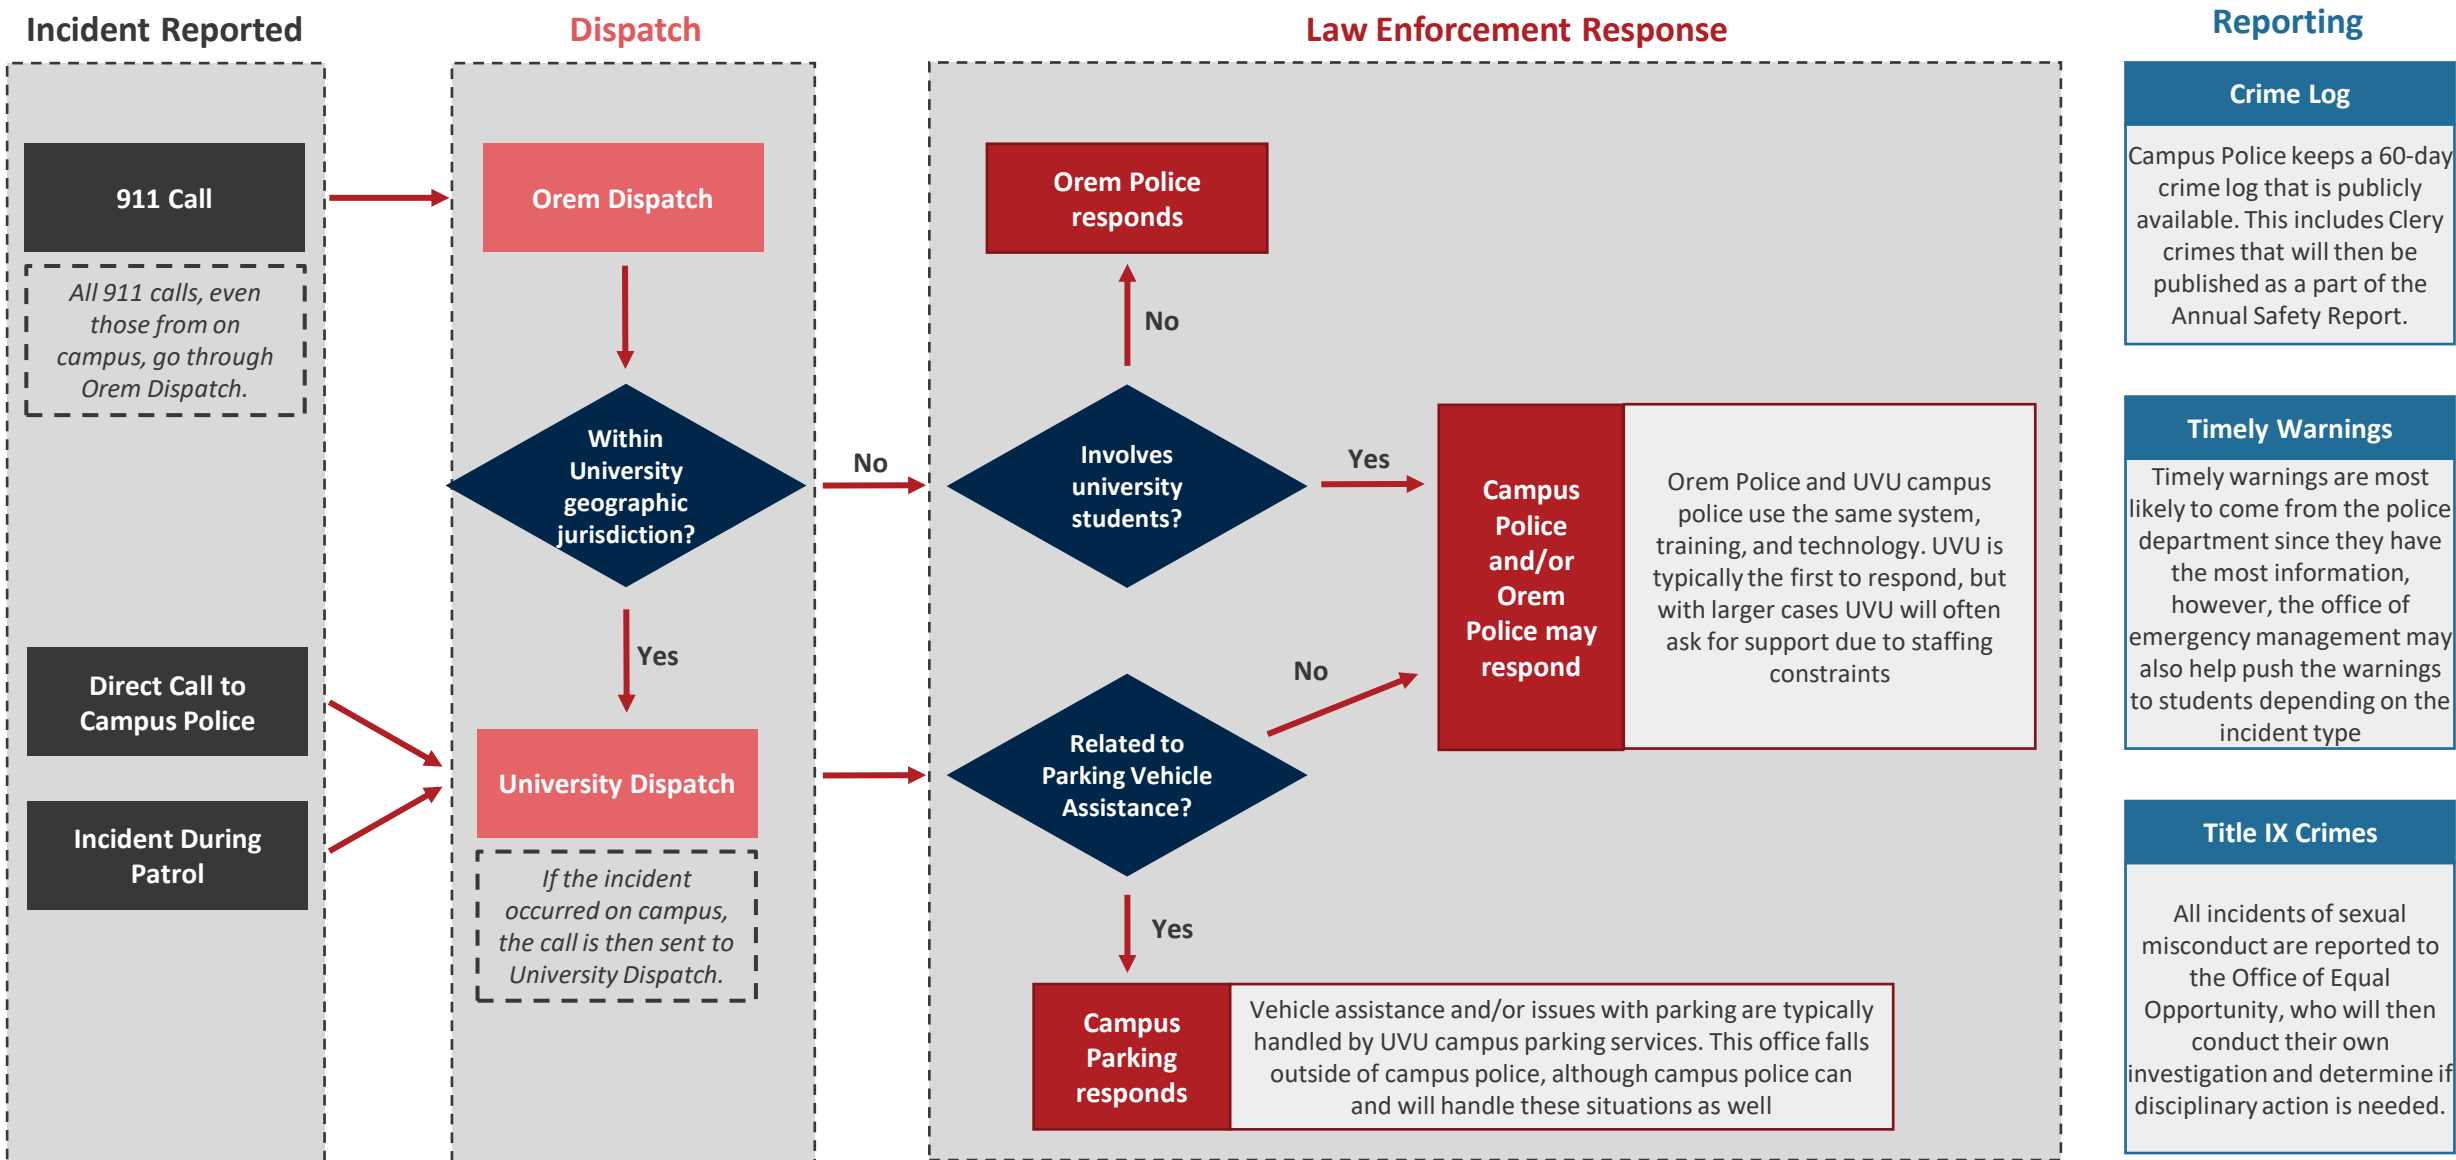 Incident Reported
Dispatch
Law Enforcement Response
Reporting
911 Call
All 911 calls, even
those from on
campus, go through
Orem Dispatch.
Direct Call to
Campus Police
Incident During
Patrol
Orem Dispatch
Within
University
geographic
jurisdiction?
No
Yes
University Dispatch
If the incident
occurred on campus,
the call is then sent to
University Dispatch.
Orem Police
responds
No
Involves
university
students?
Yes
Campus
Police
and/or
Orem
Police may
respond
Orem Police and UVU campus
police use the same system,
training, and technology. UVU is
typically the first to respond, but
with larger cases UVU will often
ask for support due to staffing
constraints
No
Related to
Parking Vehicle
Assistance?
Yes
Campus
Parking
responds
Vehicle assistance and/or issues with parking are typically
handled by UVU campus parking services. This office falls
outside of campus police, although campus police can
and will handle these situations as well
Crime Log
Campus Police keeps a 60-day
crime log that is publicly
available. This includes Clery
crimes that will then be
published as a part of the
Annual Safety Report.
Timely Warnings
Timely warnings are most
likely to come from the police
department since they have
the most information,
however, the office of
emergency management may
also help push the warnings
to students depending on the
incident type
Title IX Crimes
All incidents of sexual
misconduct are reported to
the Office of Equal
Opportunity, who will then
conduct their own
investigation and determine if
disciplinary action is needed.